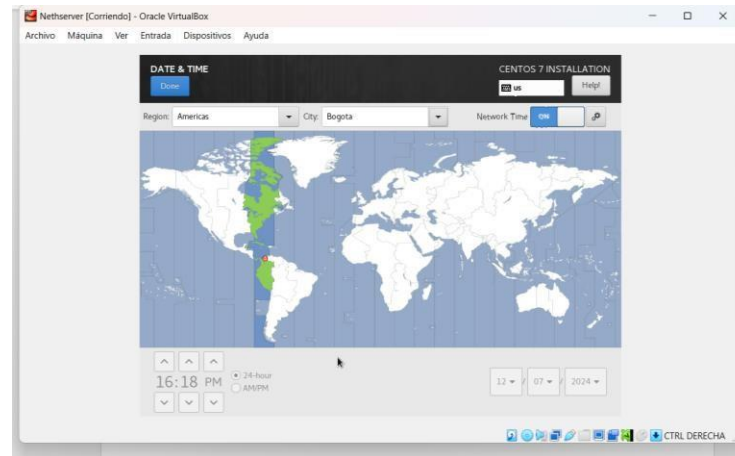 Nethserver [Corriendo] - Oracle VirtualBox
Archivo Máquina Ver Entrada Dispositivos Ayuda
DATE & TIME
CENTOS 7 INSTALLATION
Done
us
Help!
Region: Americas City: Bogota Network Time ON
16:18 PM
24-hour
AM/PM
12 / 07 / 2024
CTRL DERECHA